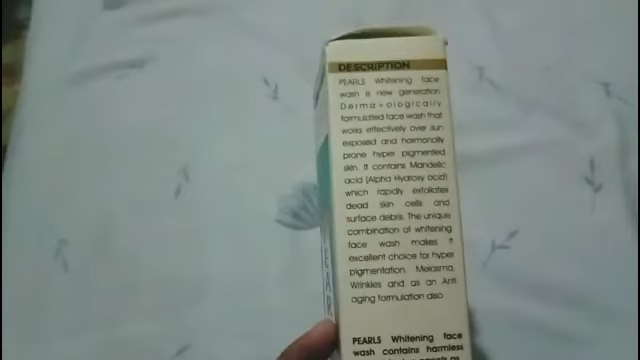 DESCRIPTION
PEARLS Whitening face
wash is new generation
Derma+ologically
formulated face wash that
works effectively over sun
exposed and harmonally
prone hyper pigmented
skin. It contains Mandelic
acid (Alpha Hydroxy acid)
which rapidly exfoliatex
dead skin cells and
surface debris. The unique
combination of whitening
face wash makes it
excellent choice for hyper
pigmentation, Melasma,
Wrinkles and as an Anti
aging formulation also
PEARLS Whitening face
wash contains harmless